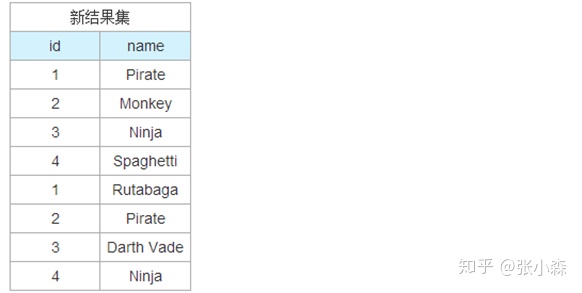 新结果集
id name
1 Pirate
2 Monkey
3 Ninja
4 Spaghetti
1 Rutabaga
2 Pirate
3 Darth Vade
4 Ninja
知乎 @张小森